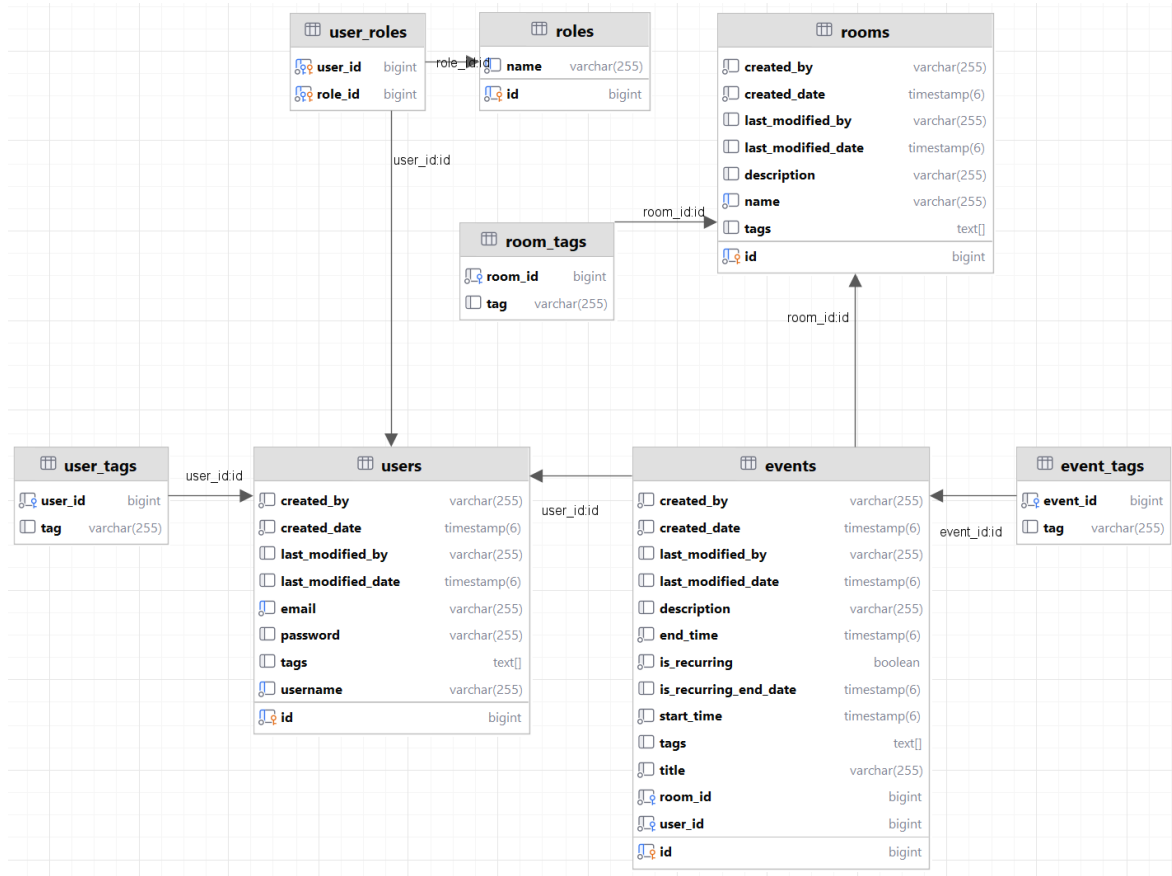 user_roles
user_id bigint
role_id bigint
role_id:id
roles
name varchar(255)
id bigint
rooms
created_by varchar(255)
created_date timestamp(6)
last_modified_by varchar(255)
last_modified_date timestamp(6)
description varchar(255)
name varchar(255)
tags text[]
id bigint
user_id:id
room_id:id
room_tags
room_id bigint
tag varchar(255)
room_id:id
user_tags
user_id bigint
tag varchar(255)
user_id:id
users
created_by varchar(255)
created_date timestamp(6)
last_modified_by varchar(255)
last_modified_date timestamp(6)
email varchar(255)
password varchar(255)
tags text[]
username varchar(255)
id bigint
user_id:id
events
created_by varchar(255)
created_date timestamp(6)
last_modified_by varchar(255)
last_modified_date timestamp(6)
description varchar(255)
end_time timestamp(6)
is_recurring boolean
is_recurring_end_date timestamp(6)
start_time timestamp(6)
tags text[]
title varchar(255)
room_id bigint
user_id bigint
id bigint
event_id:id
event_tags
event_id bigint
tag varchar(255)